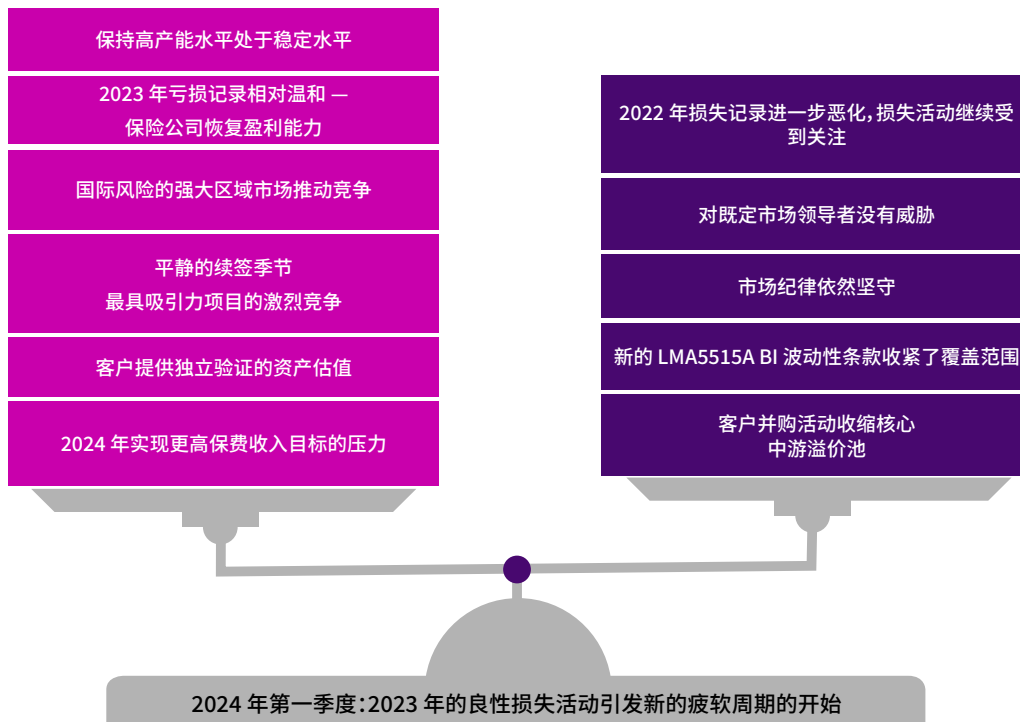 保持高产能水平处于稳定水平
2023 年亏损记录相对温和 —
保险公司恢复盈利能力
国际风险的强大区域市场推动竞争
平静的续签季节
最具吸引力项目的激烈竞争
客户提供独立验证的资产估值
2024 年实现更高保费收入目标的压力
2022 年损失记录进一步恶化，损失活动继续受
到关注
对既定市场领导者没有威胁
市场纪律依然坚守
新的 LMA5515A BI 波动性条款收紧了覆盖范围
客户并购活动收缩核心
中游溢价池
2024 年第一季度：2023 年的良性损失活动引发新的疲软周期的开始